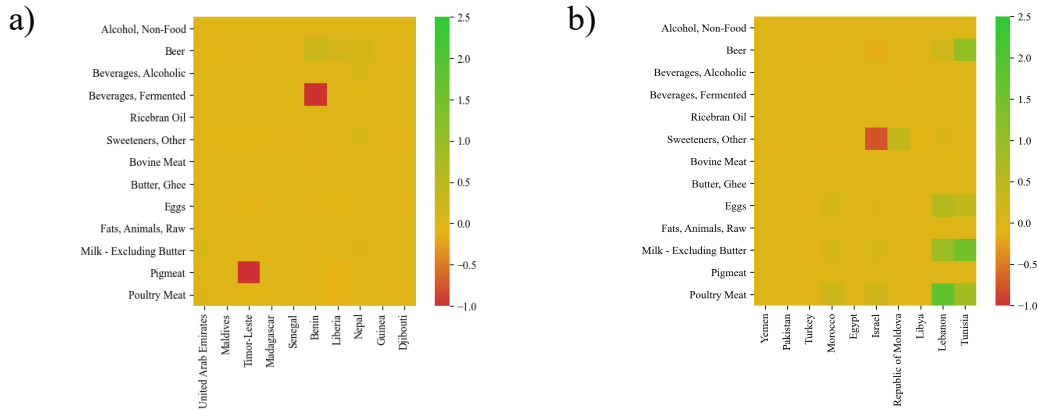 a)
Alcohol, Non-Food
Beer
Beverages, Alcoholic
Beverages, Fermented
Ricebran Oil
Sweeteners, Other
Bovine Meat
Butter, Ghee
Eggs
Fats, Animals, Raw
Milk - Excluding Butter
Pigmeat
Poultry Meat
United Arab Emirates
Maldives
Timor-Leste
Madagascar
Senegal
Benin
Liberia
Nepal
Guinea
Djibouti
2.5
2.0
1.5
1.0
0.5
0.0
−0.5
−1.0
b)
Alcohol, Non-Food
Beer
Beverages, Alcoholic
Beverages, Fermented
Ricebran Oil
Sweeteners, Other
Bovine Meat
Butter, Ghee
Eggs
Fats, Animals, Raw
Milk - Excluding Butter
Pigmeat
Poultry Meat
Yemen
Pakistan
Turkey
Morocco
Egypt
Israel
Republic of Moldova
Libya
Lebanon
Tunisia
2.5
2.0
1.5
1.0
0.5
0.0
−0.5
−1.0